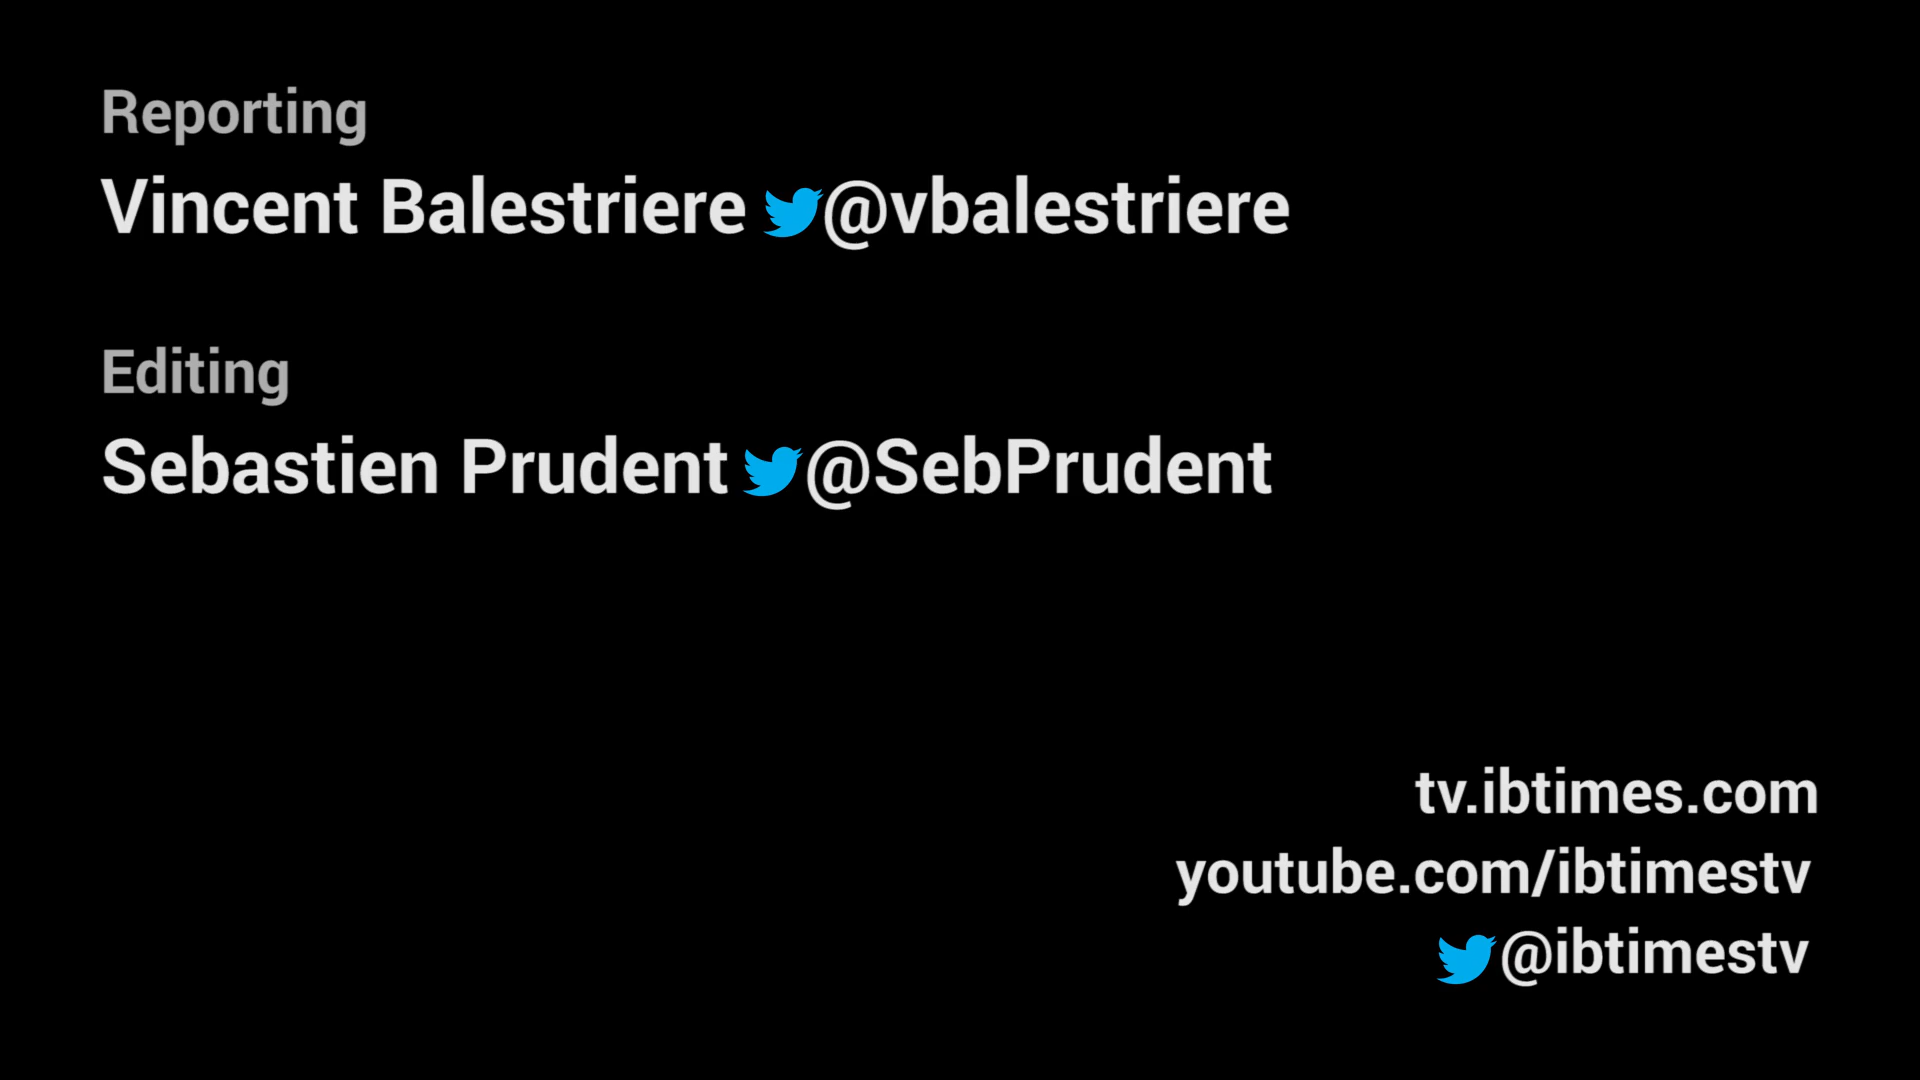 Reporting
Vincent Balestriere @vbalestriere
Editing
Sebastien Prudent @SebPrudent
tv.ibtimes.com
youtube.com/ibtimestv
@ibtimestv